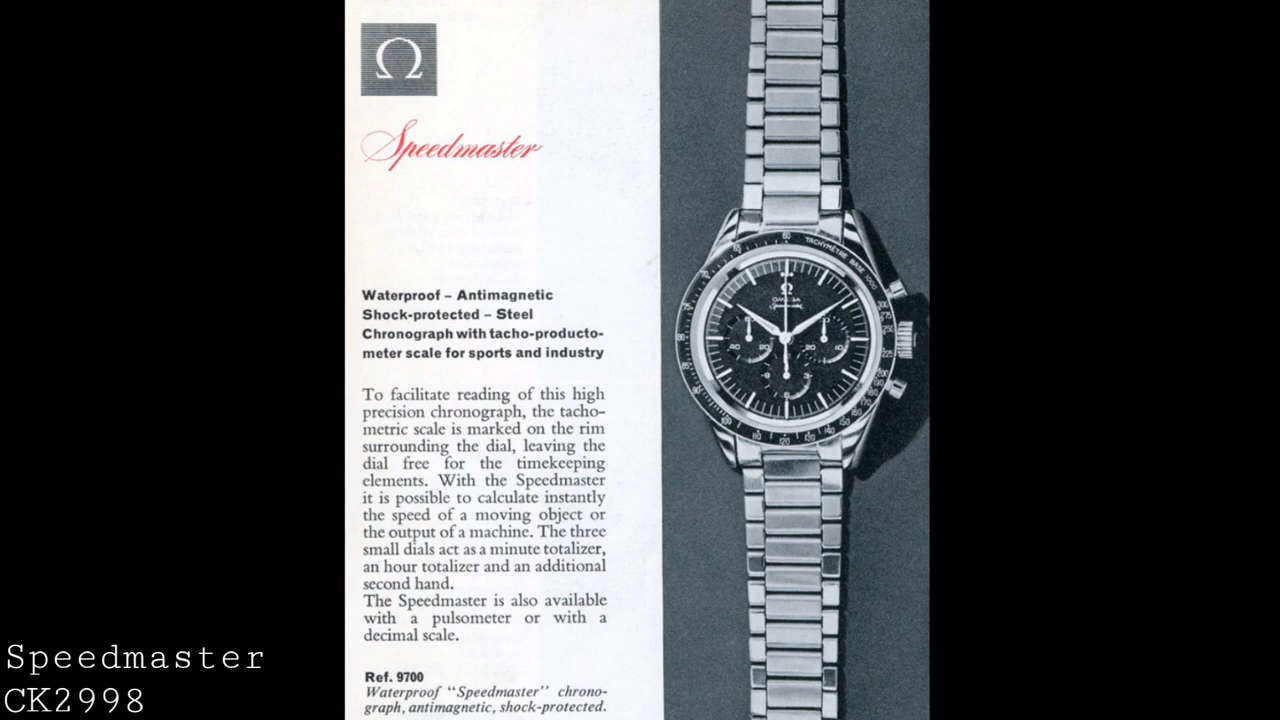 Ω
Speedmaster
Waterproof – Antimagnetic
Shock-protected – Steel
Chronograph with tacho-producto-
meter scale for sports and industry
To facilitate reading of this high
precision chronograph, the tacho-
metric scale is marked on the rim
surrounding the dial, leaving the
dial free for the timekeeping
elements. With the Speedmaster
it is possible to calculate instantly
the speed of a moving object or
the output of a machine. The three
small dials act as a minute totalizer,
an hour totalizer and an additional
second hand.
The Speedmaster is also available
with a pulsometer or with a
decimal scale.
Ref. 9700
Waterproof “Speedmaster” chrono-
graph, antimagnetic, shock-protected.
TACHYMÈTRE BASE 1000
Ω
OMEGA
Speedmaster
Speedmaster
CK2998